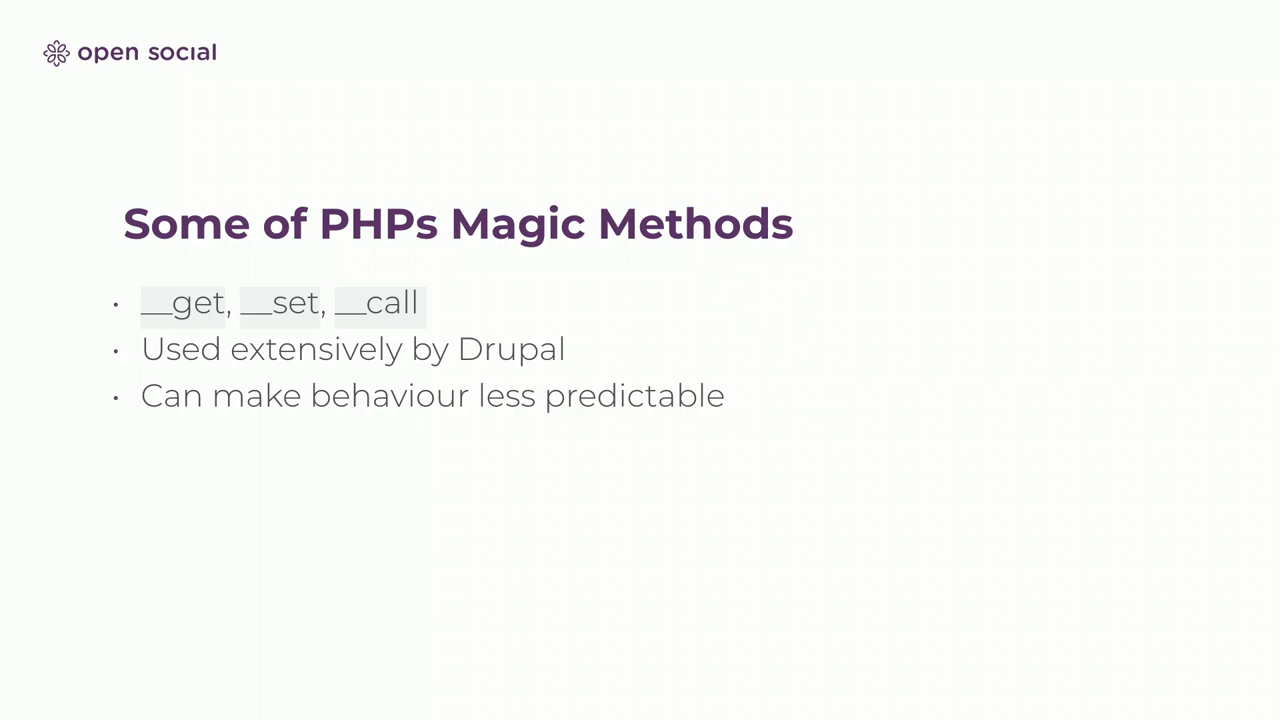 open social
Some of PHPs Magic Methods
• __get, __set, __call
• Used extensively by Drupal
• Can make behaviour less predictable